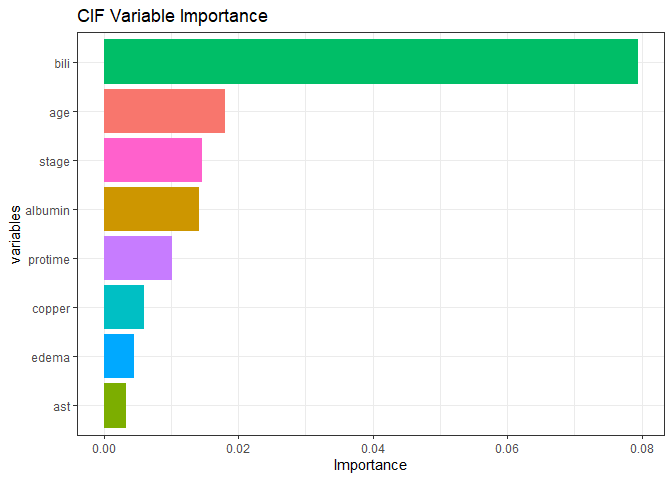 CIF Variable Importance
variables
bili
age
stage
albumin
protime
copper
edema
ast
0.00 0.02 0.04 0.06 0.08
Importance